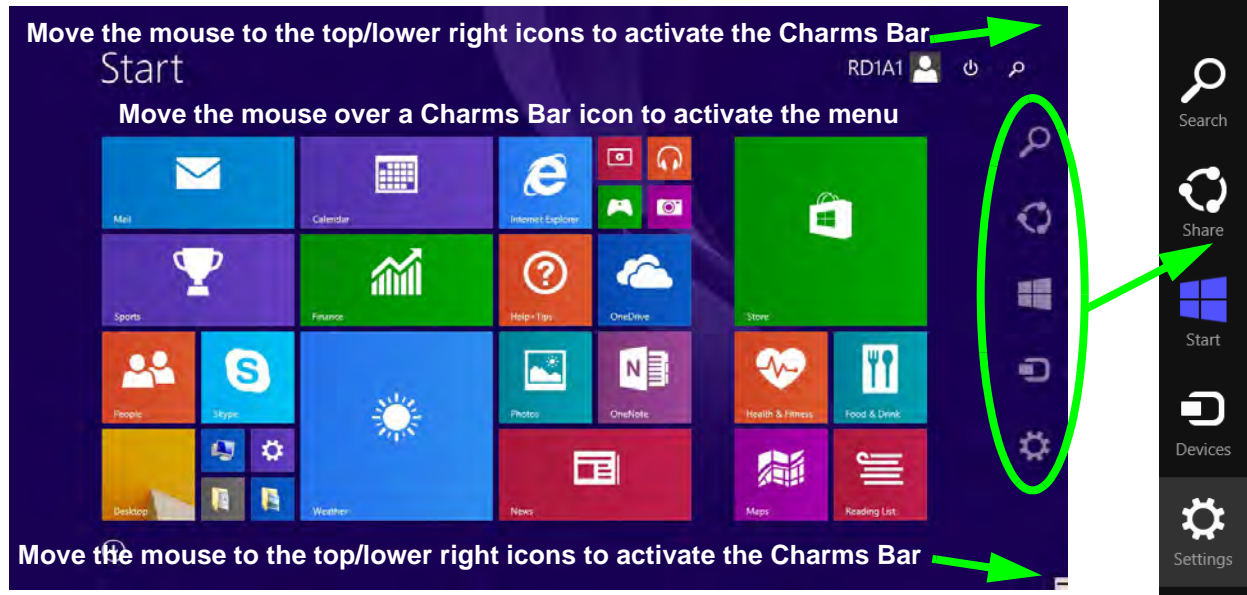 Move the mouse to the top/lower right icons to activate the Charms Bar
Start
RD1A1
Move the mouse over a Charms Bar icon to activate the menu
Mail
Calendar
Internet Explorer
Store
Sports
Finance
Help+Tips
OneDrive
People
Skype
Weather
Photos
OneNote
Health & Fitness
Food & Drink
Desktop
News
Maps
Reading List
Move the mouse to the top/lower right icons to activate the Charms Bar
Search
Share
Start
Devices
Settings